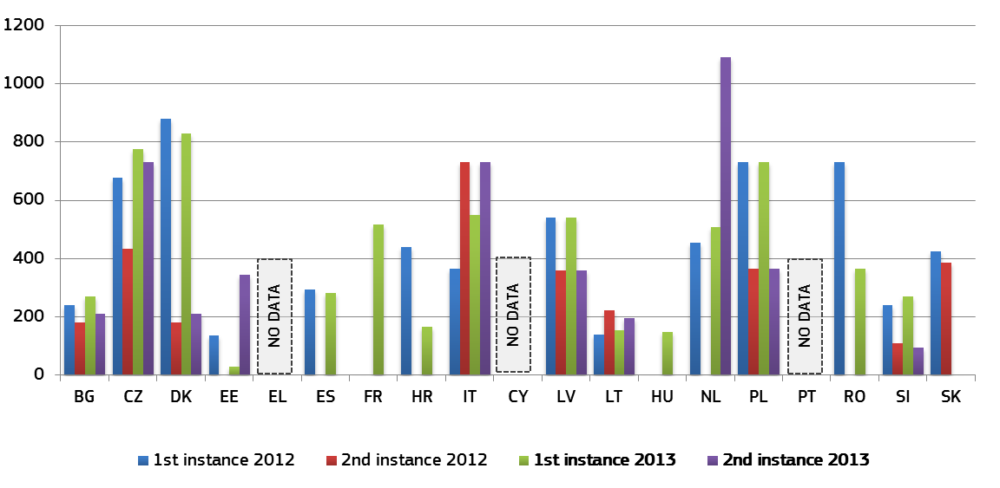 1200
1000
800
600
400
200
0
NO DATA
NO DATA
NO DATA
BG CZ DK EE EL ES FR HR IT CY LV LT HU NL PL PT RO SI SK
1st instance 2012 2nd instance 2012 1st instance 2013 2nd instance 2013